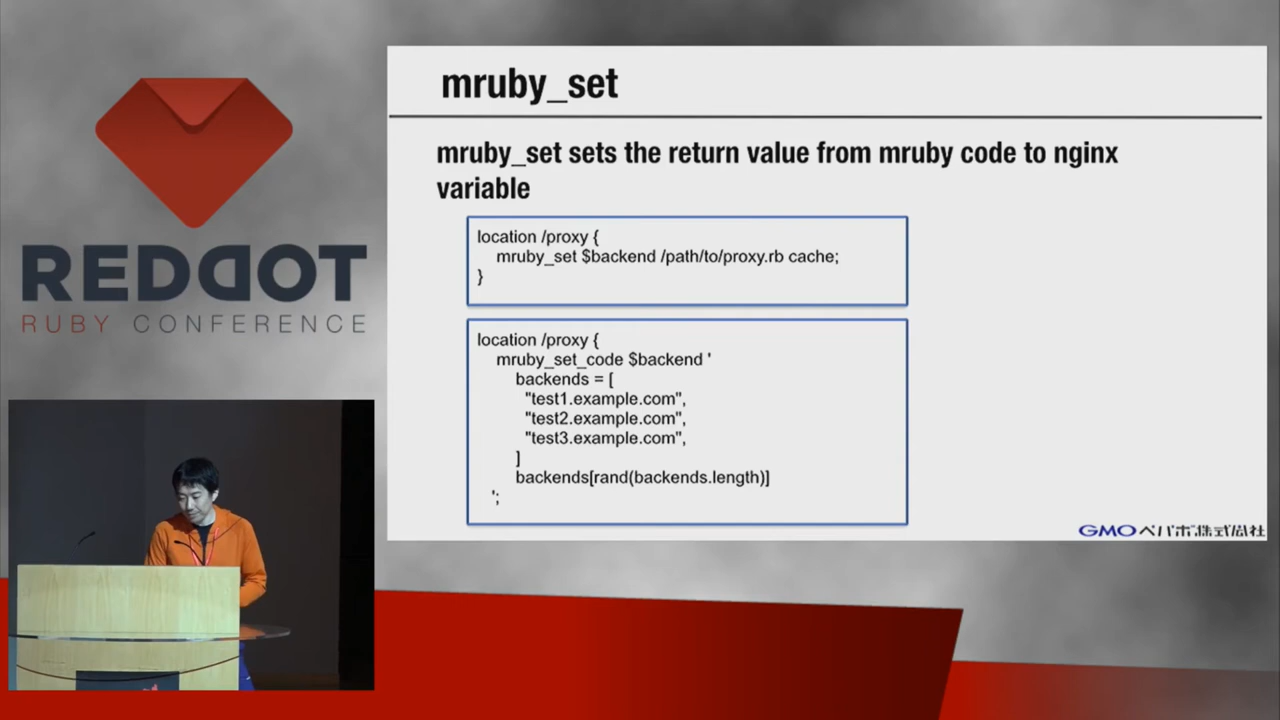 REDDOT
RUBY CONFERENCE
mruby_set
mruby_set sets the return value from mruby code to nginx
variable
location /proxy {
mruby_set $backend /path/to/proxy.rb cache;
}
location /proxy {
mruby_set_code $backend '
backends = [
"test1.example.com",
"test2.example.com",
"test3.example.com",
]
backends[rand(backends.length)]
';
GMOペパボ株式会社